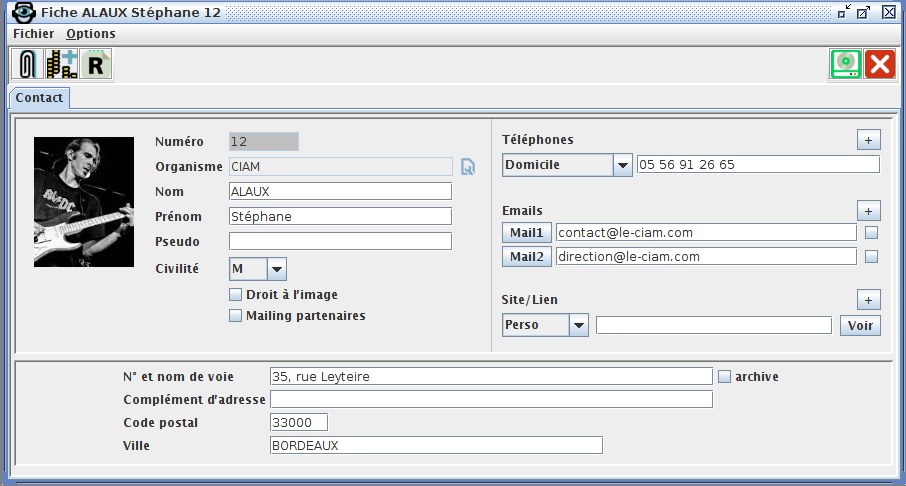 Fiche ALAUX Stéphane 12
Fichier Options
R
Contact
Numéro 12
Organisme CIAM
Nom ALAUX
Prénom Stéphane
Pseudo
Civilité M
Droit à l'image
Mailing partenaires
Téléphones +
Domicile 05 56 91 26 65
Emails +
Mail1 contact@le-ciam.com
Mail2 direction@le-ciam.com
Site/Lien +
Perso Voir
N° et nom de voie 35, rue Leyteire archive
Complément d'adresse
Code postal 33000
Ville BORDEAUX